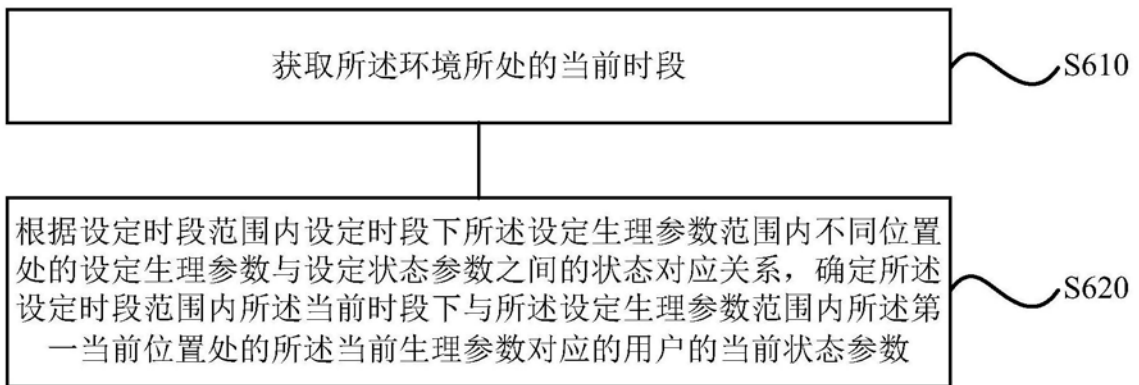 获取所述环境所处的当前时段
S610
根据设定时段范围内设定时段下所述设定生理参数范围内不同位置
处的设定生理参数与设定状态参数之间的状态对应关系，确定所述
设定时段范围内所述当前时段下与所述设定生理参数范围内所述第
一当前位置处的所述当前生理参数对应的用户的当前状态参数
S620